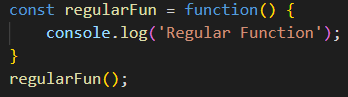 const regularFun = function() {
    console.log('Regular Function');
}
regularFun();